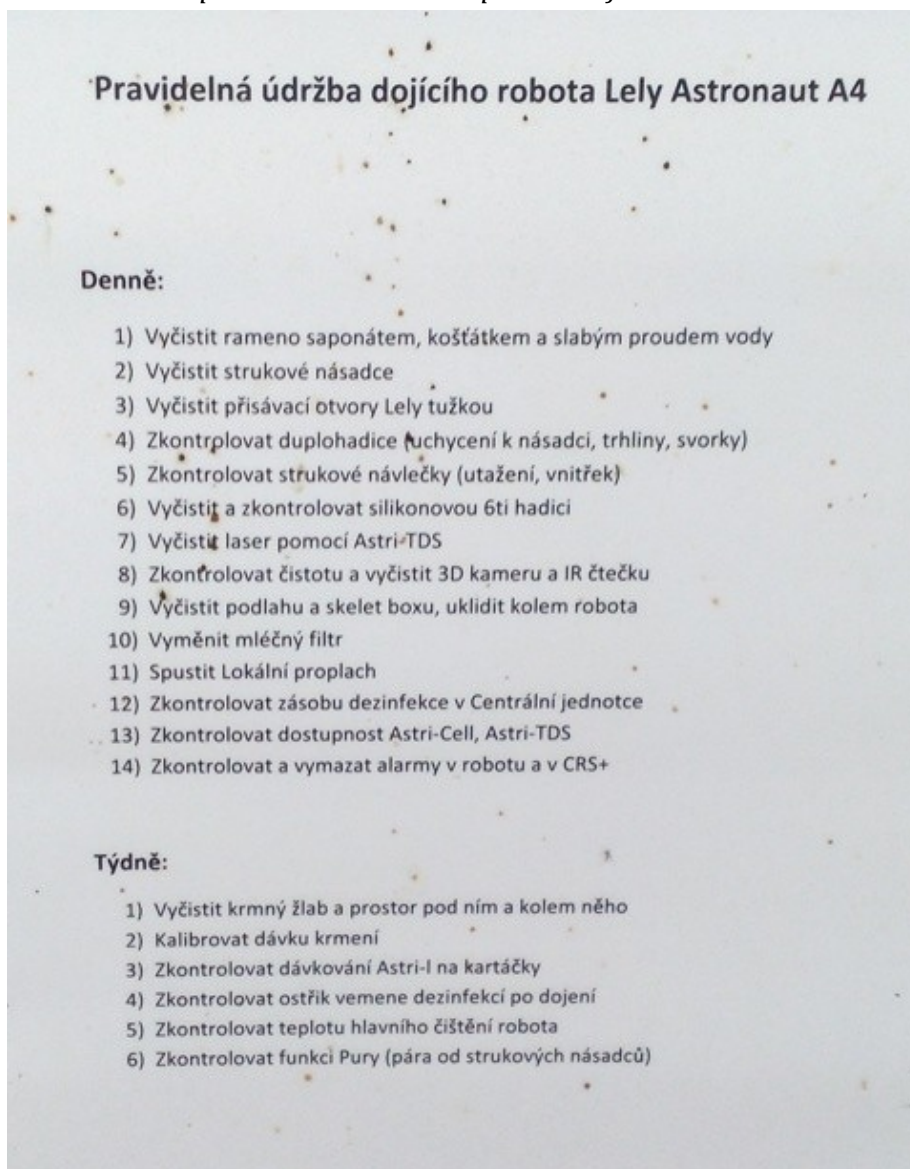 Pravidelná údržba dojícího robota Lely Astronaut A4
Denně:
1) Vyčistit rameno saponátem, košťátkem a slabým proudem vody
2) Vyčistit strukové násadce
3) Vyčistit přisávací otvory Lely tužkou
4) Zkontrolovat duplohadice (uchycení k násadci, trhliny, svorky)
5) Zkontrolovat strukové návlečky (utažení, vnitřek)
6) Vyčistit a zkontrolovat silikonovou 6ti hadici
7) Vyčistit laser pomocí Astri-TDS
8) Zkontrolovat čistotu a vyčistit 3D kameru a IR čtečku
9) Vyčistit podlahu a skelet boxu, uklidit kolem robota
10) Vyměnit mléčný filtr
11) Spustit Lokální proplach
12) Zkontrolovat zásobu dezinfekce v Centrální jednotce
13) Zkontrolovat dostupnost Astri-Cell, Astri-TDS
14) Zkontrolovat a vymazat alarmy v robotu a v CRS+
Týdně:
1) Vyčistit krmný žlab a prostor pod ním a kolem něho
2) Kalibrovat dávku krmení
3) Zkontrolovat dávkování Astri-l na kartáčky
4) Zkontrolovat ostřik vemene dezinfekcí po dojení
5) Zkontrolovat teplotu hlavního čištění robota
6) Zkontrolovat funkci Pury (pára od strukových násadců)